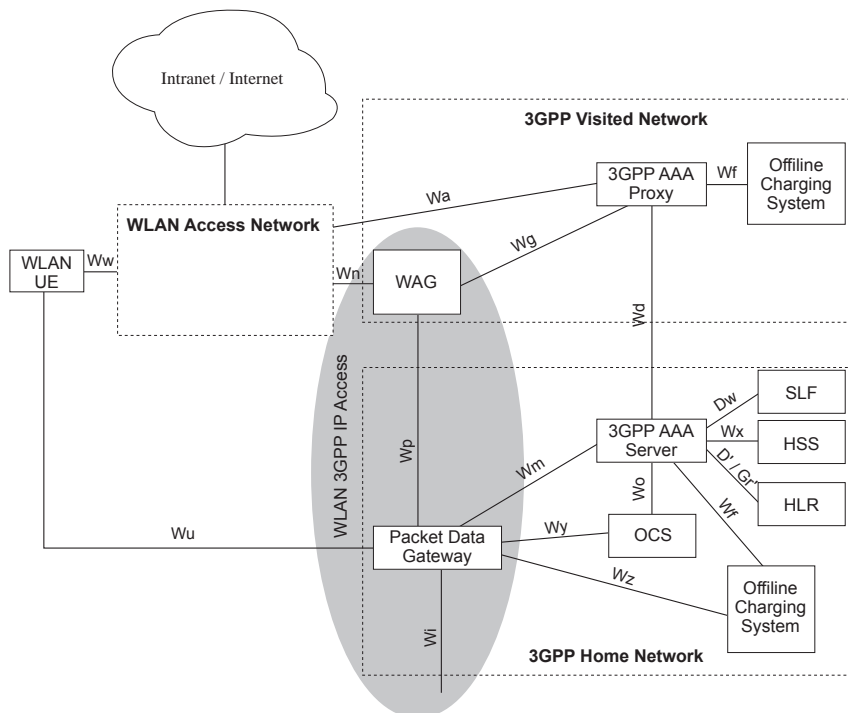 Intranet / Internet
3GPP Visited Network
3GPP AAA
Proxy
Wf
Offiline
Charging
System
Wa
WLAN Access Network
Wg
WLAN
UE
Ww
Wn
WAG
Wd
WLAN 3GPP IP Access
Wp
SLF
Dw
3GPP AAA
Server
Wx
HSS
D' / Gr'
HLR
Wm
Wo
Wf
Wu
Packet Data
Gateway
Wy
OCS
Wz
Offiline
Charging
System
Wi
3GPP Home Network